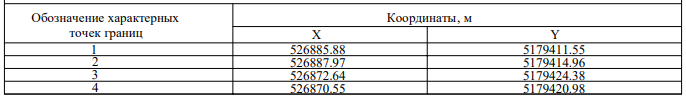 Обозначение характерных точек границ Координаты, м
X Y
1 526885.88 5179411.55
2 526887.97 5179414.96
3 526872.64 5179424.38
4 526870.55 5179420.98